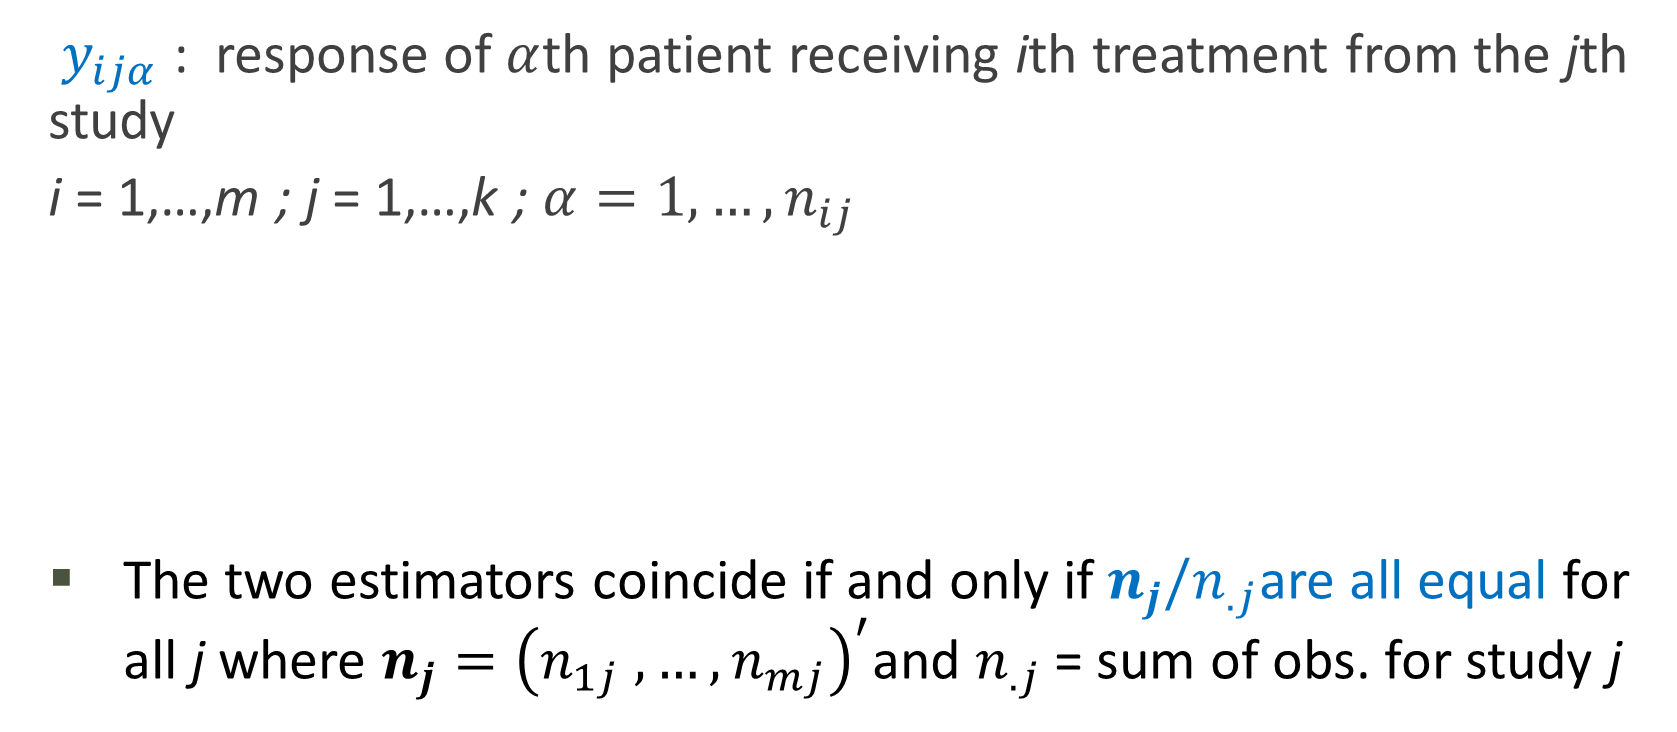 y_{ijα} : response of αth patient receiving ith treatment from the jth
study
i = 1,...,m ; j = 1,...,k ; α = 1, … , n_{ij}
▪ The two estimators coincide if and only if n_j/n_{.j} are all equal for
all j where n_j = (n_{1j} , … , n_{mj})′ and n_{.j} = sum of obs. for study j